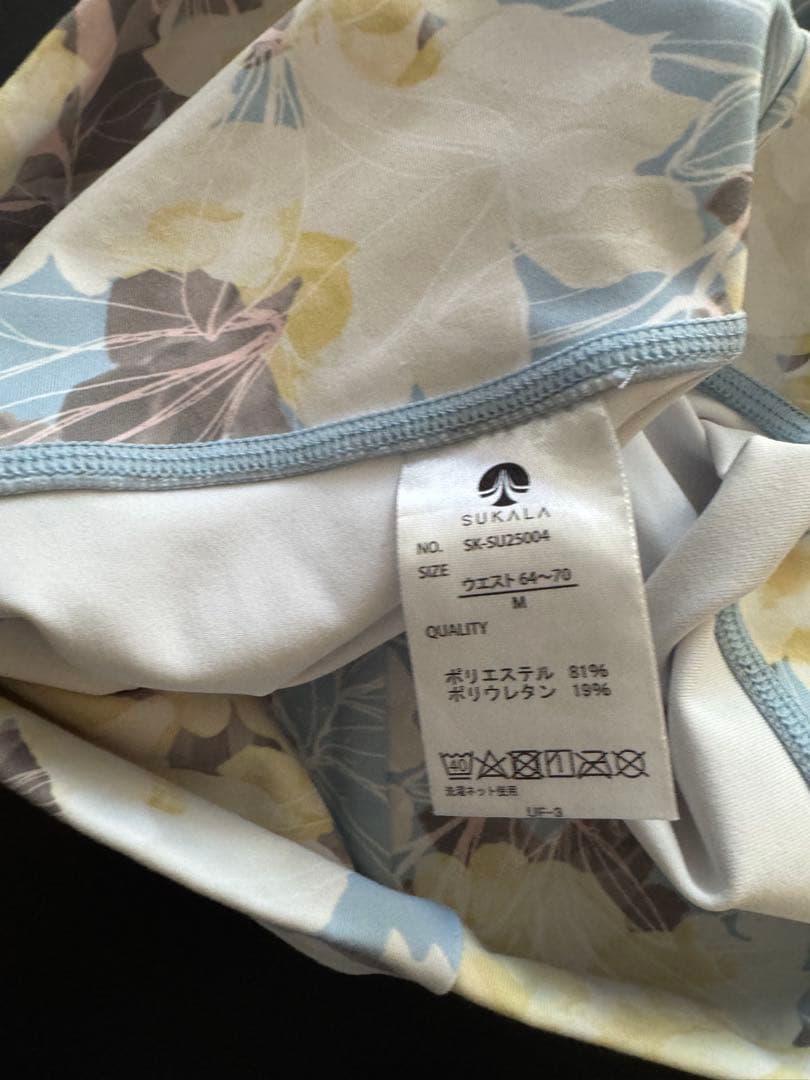 SUKALA
NO. SK-SU25004
SIZE ウエスト 64〜70
M
QUALITY
ポリエステル 81%
ポリウレタン 19%
40
洗濯ネット使用
UF-3